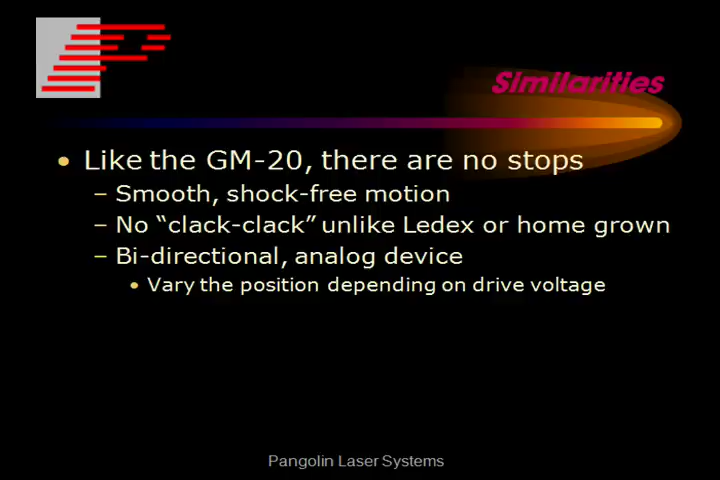 Similarities
• Like the GM-20, there are no stops
– Smooth, shock-free motion
– No “clack-clack” unlike Ledex or home grown
– Bi-directional, analog device
• Vary the position depending on drive voltage
Pangolin Laser Systems